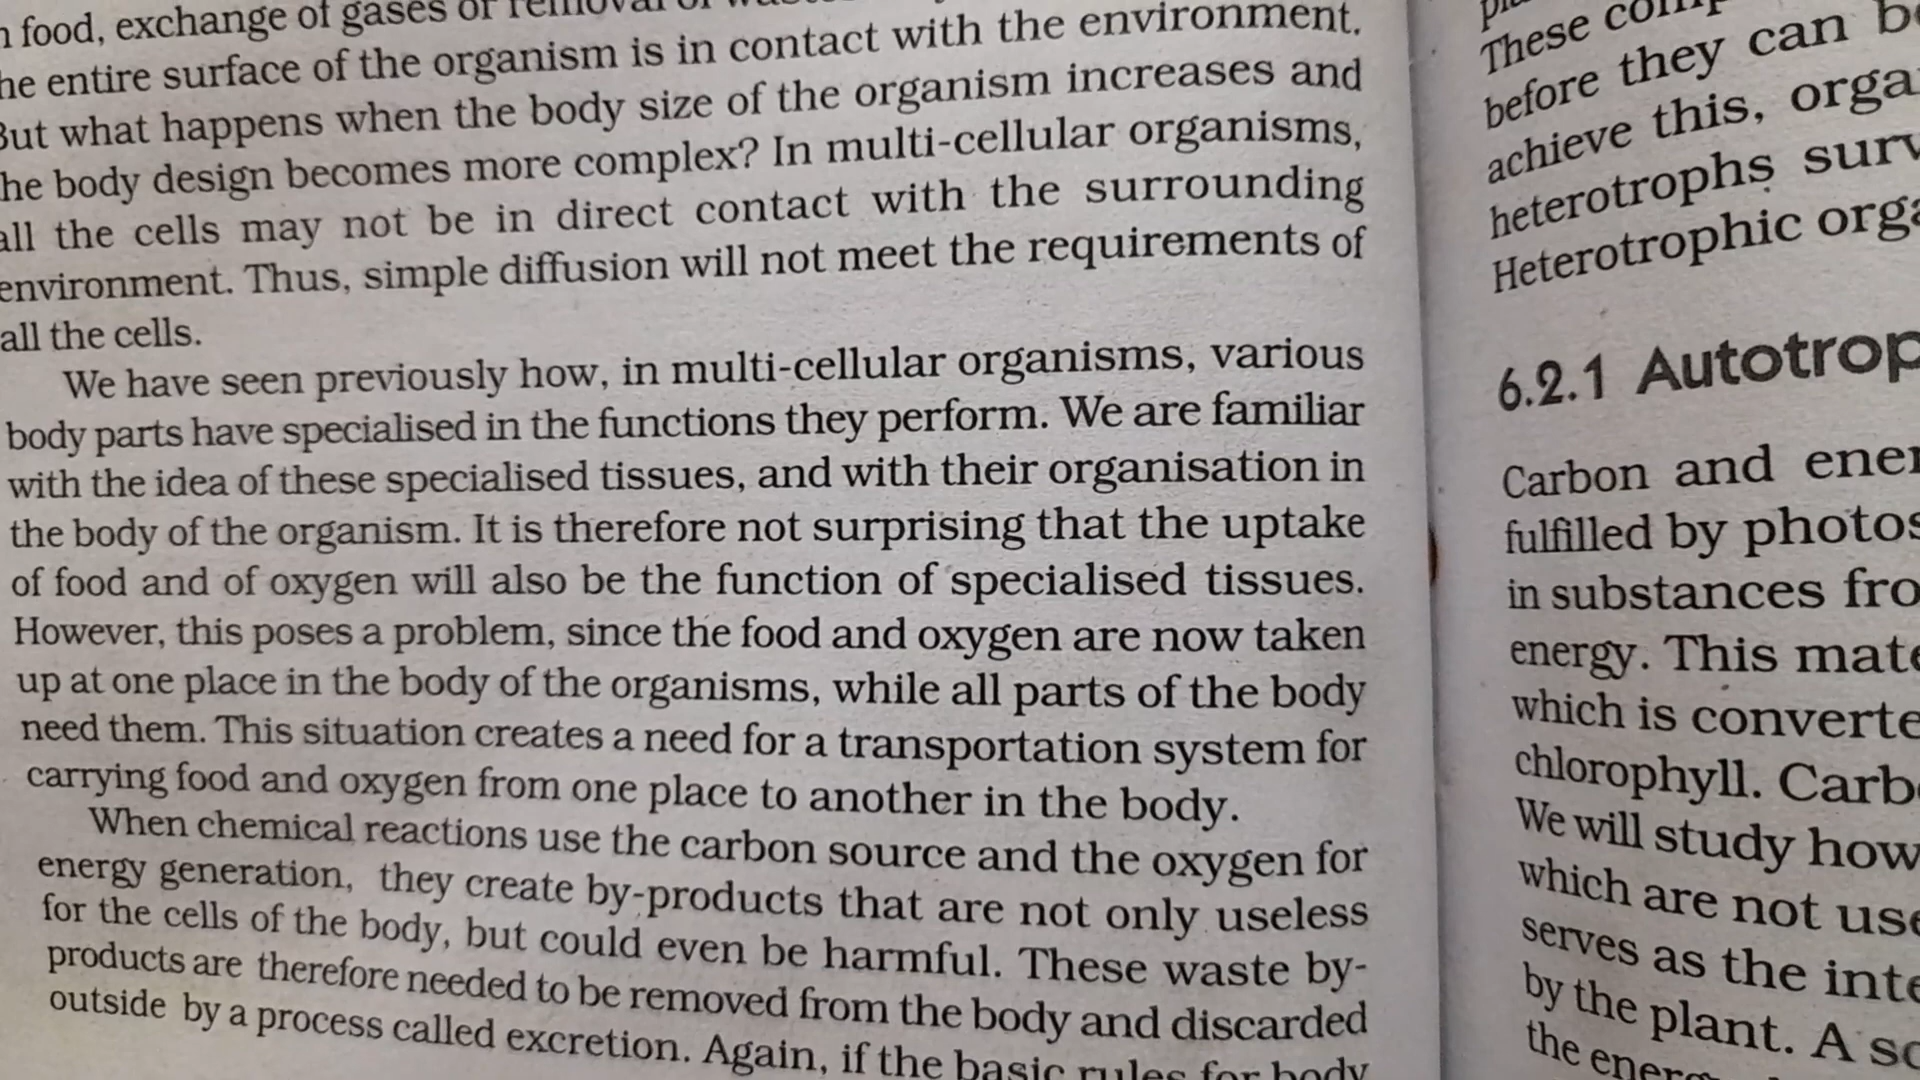 food, exchange of gases or removal of
he entire surface of the organism is in contact with the environment.
But what happens when the body size of the organism increases and
he body design becomes more complex? In multi-cellular organisms,
all the cells may not be in direct contact with the surrounding
environment. Thus, simple diffusion will not meet the requirements of
all the cells.
We have seen previously how, in multi-cellular organisms, various
body parts have specialised in the functions they perform. We are familiar
with the idea of these specialised tissues, and with their organisation in
the body of the organism. It is therefore not surprising that the uptake
of food and of oxygen will also be the function of specialised tissues.
However, this poses a problem, since the food and oxygen are now taken
up at one place in the body of the organisms, while all parts of the body
need them. This situation creates a need for a transportation system for
carrying food and oxygen from one place to another in the body.
When chemical reactions use the carbon source and the oxygen for
energy generation, they create by-products that are not only useless
for the cells of the body, but could even be harmful. These waste by-
products are therefore needed to be removed from the body and discarded
outside by a process called excretion. Again, if the basic rules for body
These
before they can
achieve this, orga
heterotrophs surv
Heterotrophic orga
6.2.1 Autotrop
Carbon and ener
fulfilled by photos
in substances fro
energy. This mate
which is converte
chlorophyll. Carb
We will study how
which are not use
serves as the inte
by the plant. A so
the energ